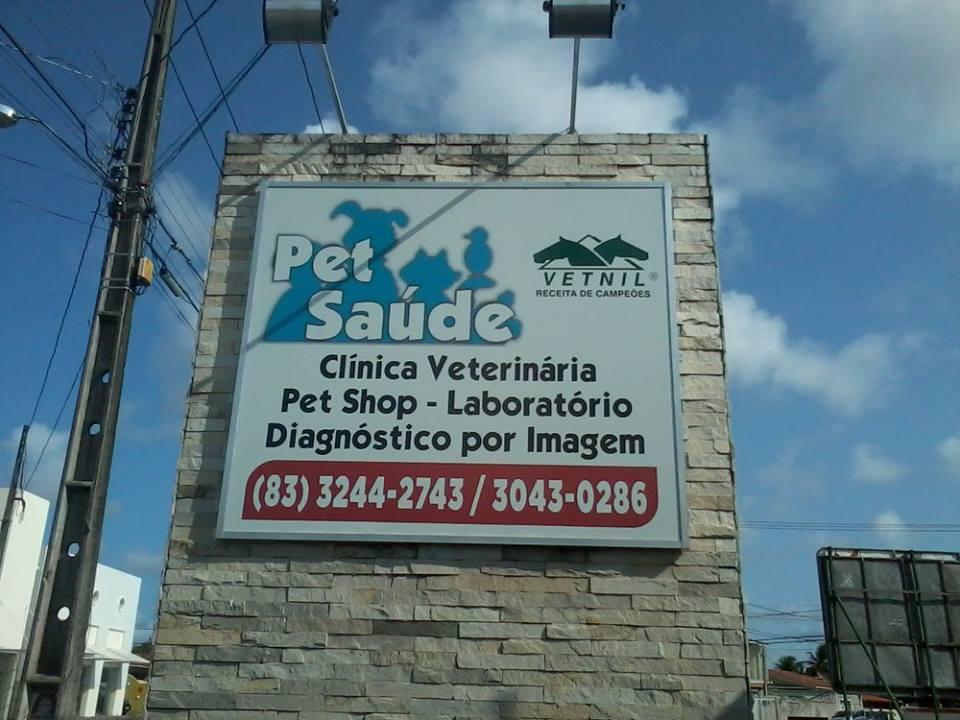 Pet
Saúde
VETNIL®
RECEITA DE CAMPEÕES
Clínica Veterinária
Pet Shop - Laboratório
Diagnóstico por Imagem
(83) 3244-2743 / 3043-0286